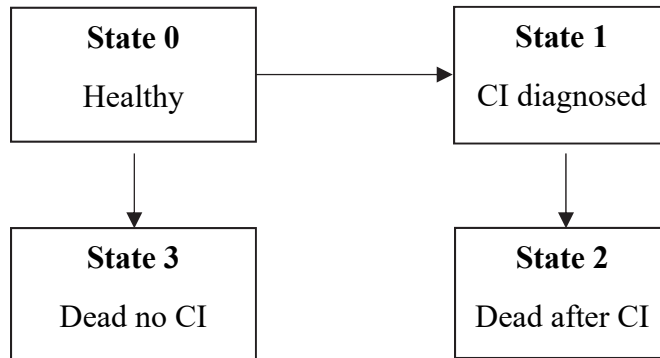 State 0
Healthy
State 1
CI diagnosed
State 3
Dead no CI
State 2
Dead after CI